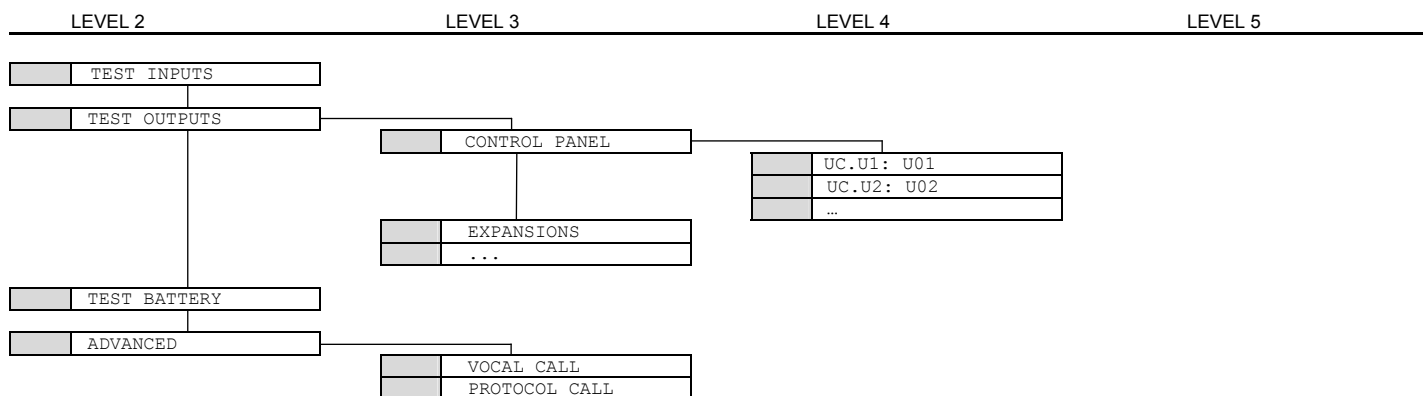 LEVEL 2 LEVEL 3 LEVEL 4 LEVEL 5
TEST INPUTS
TEST OUTPUTS
CONTROL PANEL
UC.U1: U01
UC.U2: U02
…
EXPANSIONS
...
TEST BATTERY
ADVANCED
VOCAL CALL
PROTOCOL CALL